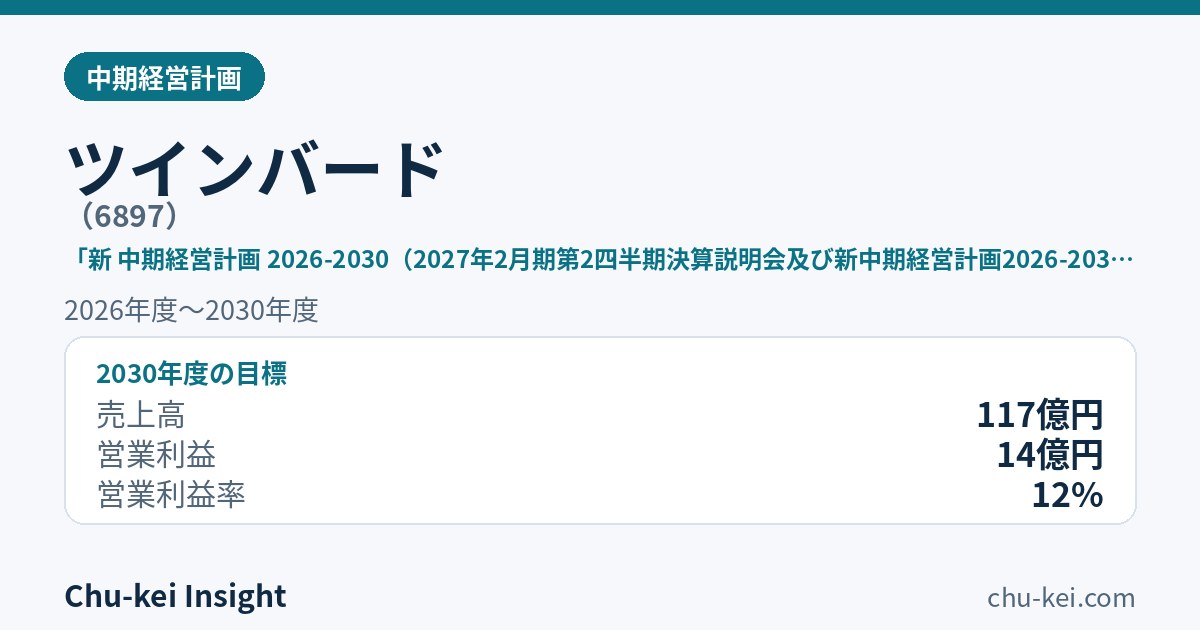 中期経営計画
ツインバード
（6897）
「新 中期経営計画 2026-2030（2027年2月期第2四半期決算説明会及び新中期経営計画2026-203…
2026年度～2030年度
2030年度の目標
売上高 117億円
営業利益 14億円
営業利益率 12%
Chu-kei Insight chu-kei.com